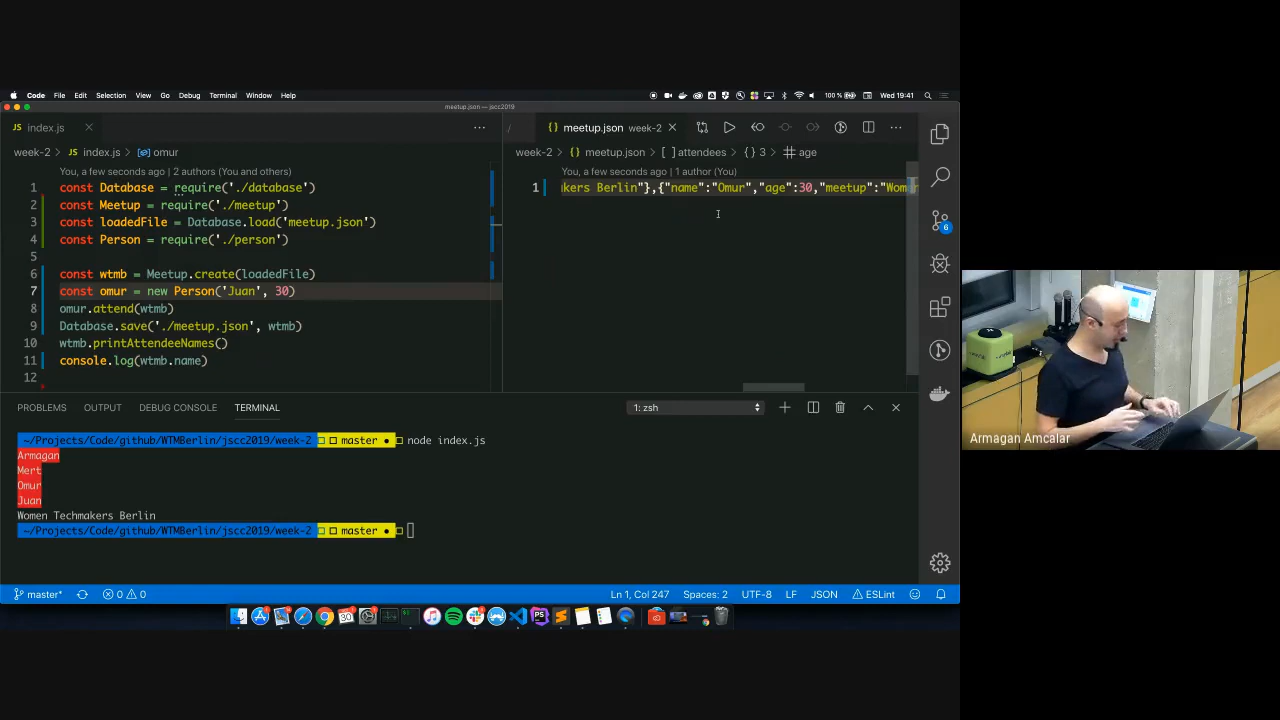 Code File Edit Selection View Go Debug Terminal Window Help
100 % Wed 19:41
meetup.json — jscc2019
JS index.js
week-2 > JS index.js > omur
You, a few seconds ago | 2 authors (You and others)
1 const Database = require('./database')
2 const Meetup = require('./meetup')
3 const loadedFile = Database.load('meetup.json')
4 const Person = require('./person')
5
6 const wtmb = Meetup.create(loadedFile)
7 const omur = new Person('Juan', 30)
8 omur.attend(wtmb)
9 Database.save('./meetup.json', wtmb)
10 wtmb.printAttendeeNames()
11 console.log(wtmb.name)
12
{} meetup.json week-2
week-2 > {} meetup.json > [ ] attendees > {} 3 > # age
You, a few seconds ago | 1 author (You)
1 kers Berlin"},{"name":"Omur","age":30,"meetup":"Wom
6
PROBLEMS OUTPUT DEBUG CONSOLE TERMINAL
1: zsh
~/Projects/Code/github/WTMBerlin/jscc2019/week-2 master ● node index.js
Armagan
Mert
Omur
Juan
Women Techmakers Berlin
~/Projects/Code/github/WTMBerlin/jscc2019/week-2 master ●
master* 0 0
Ln 1, Col 247 Spaces: 2 UTF-8 LF JSON ESLint
30
PS
Armagan Amcalar